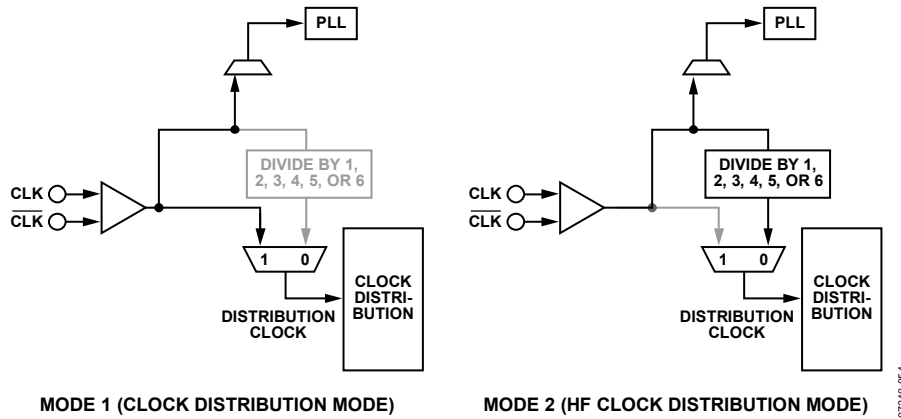 PLL
DIVIDE BY 1,
2, 3, 4, 5, OR 6
CLK
CLK
1 0
CLOCK
DISTRI-
BUTION
DISTRIBUTION
CLOCK
MODE 1 (CLOCK DISTRIBUTION MODE)
PLL
DIVIDE BY 1,
2, 3, 4, 5, OR 6
CLK
CLK
1 0
CLOCK
DISTRI-
BUTION
DISTRIBUTION
CLOCK
MODE 2 (HF CLOCK DISTRIBUTION MODE)